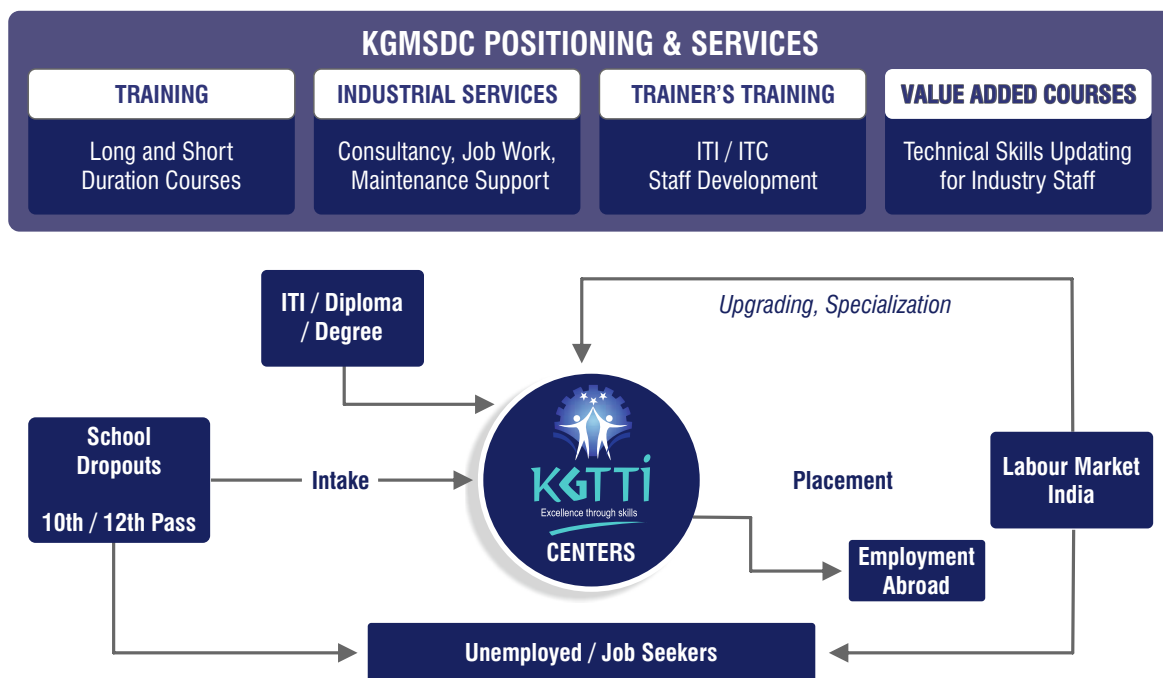 KGMSDC POSITIONING & SERVICES
TRAINING
Long and Short
Duration Courses
INDUSTRIAL SERVICES
Consultancy, Job Work,
Maintenance Support
TRAINER'S TRAINING
ITI / ITC
Staff Development
VALUE ADDED COURSES
Technical Skills Updating
for Industry Staff
ITI / Diploma
/ Degree
Upgrading, Specialization
School
Dropouts
10th / 12th Pass
Intake
KGTTI
Excellence through skills
CENTERS
Placement
Labour Market
India
Employment
Abroad
Unemployed / Job Seekers